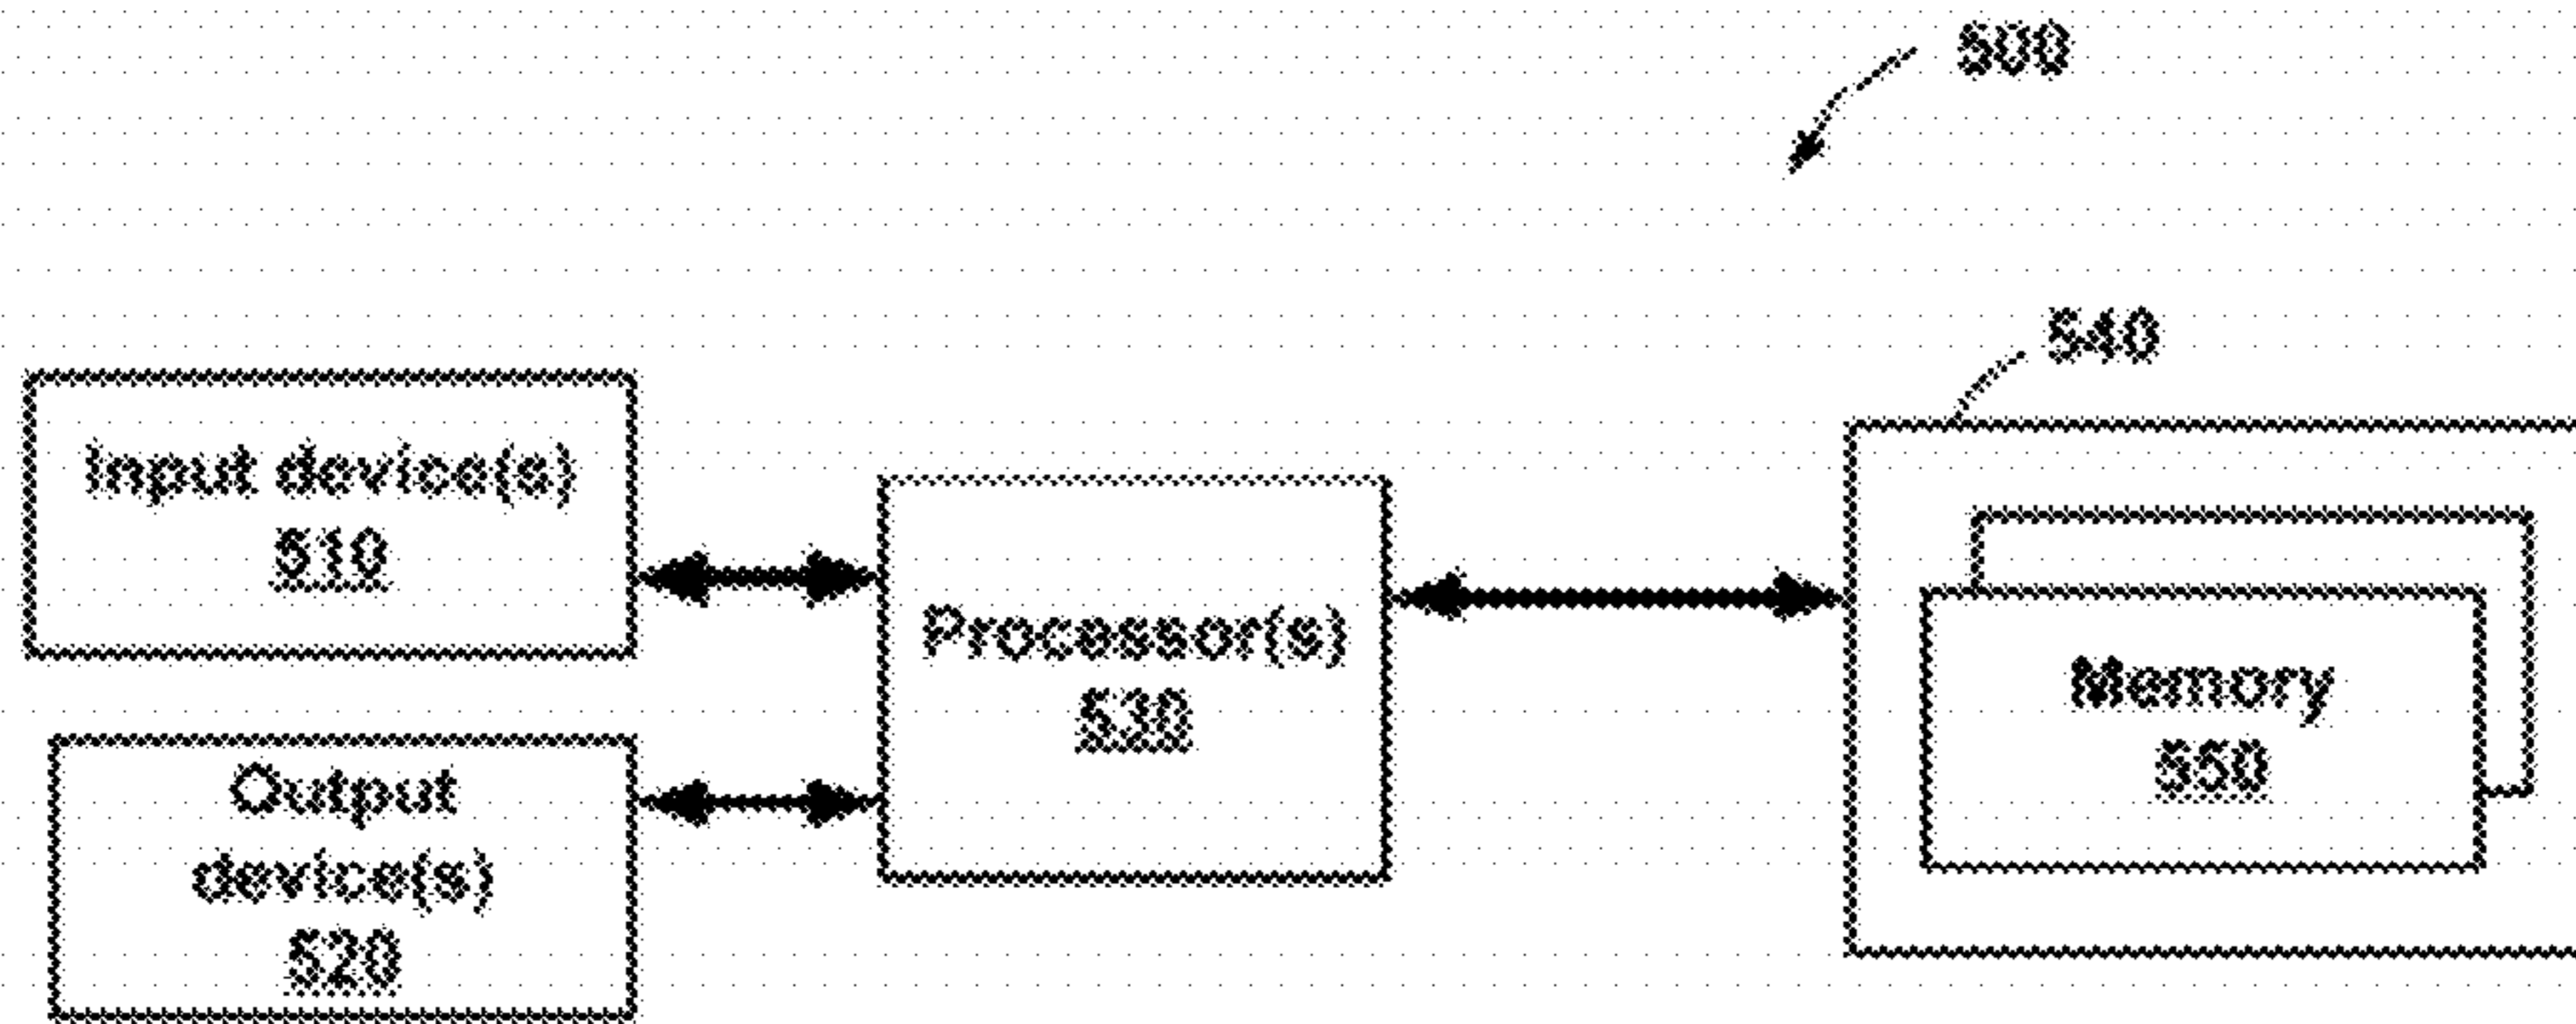 500
540
Input device(s)
510
Processor(s)
530
Memory
550
Output
device(s)
520